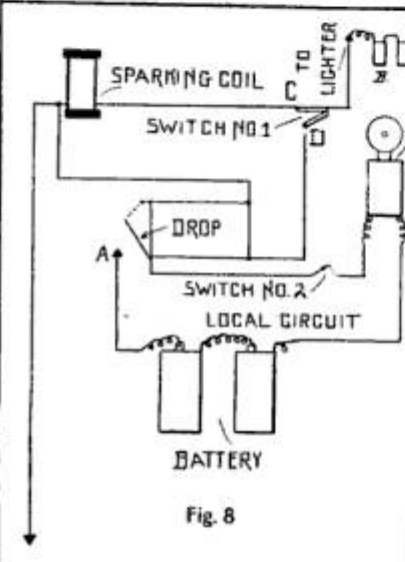 TO
LIGHTER
B
SPARKING COIL
C
SWITCH NO.1
D
DROP
A
SWITCH NO.2
LOCAL CIRCUIT
BATTERY
Fig. 8